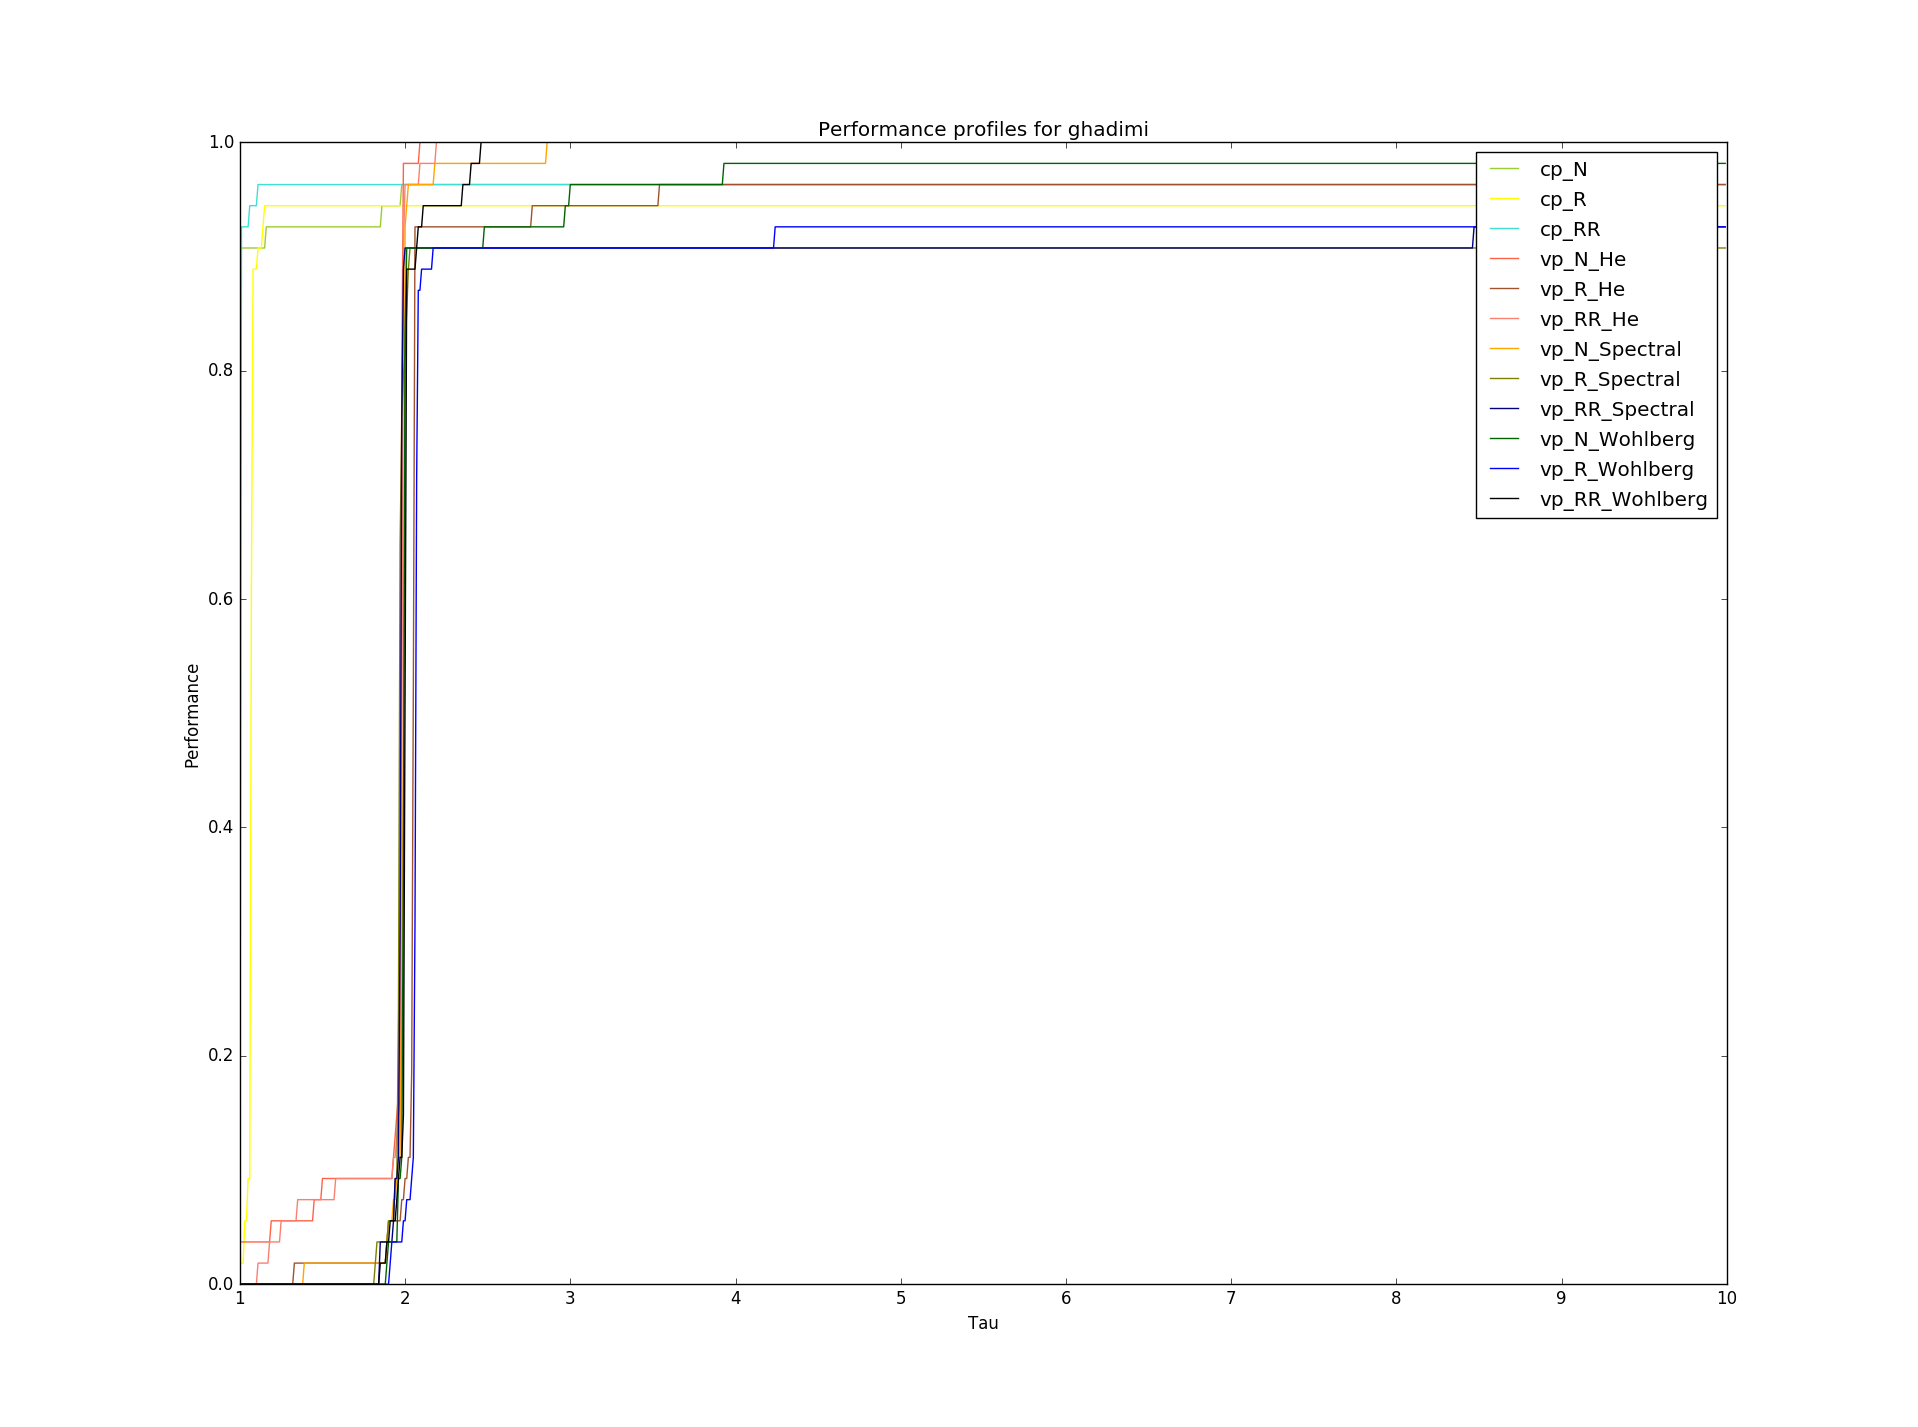 Performance profiles for ghadimi
1.0
0.8
0.6
0.4
0.2
0.0
Performance
cp_N
cp_R
cp_RR
vp_N_He
vp_R_He
vp_RR_He
vp_N_Spectral
vp_R_Spectral
vp_RR_Spectral
vp_N_Wohlberg
vp_R_Wohlberg
vp_RR_Wohlberg
1 2 3 4 5 6 7 8 9 10
Tau